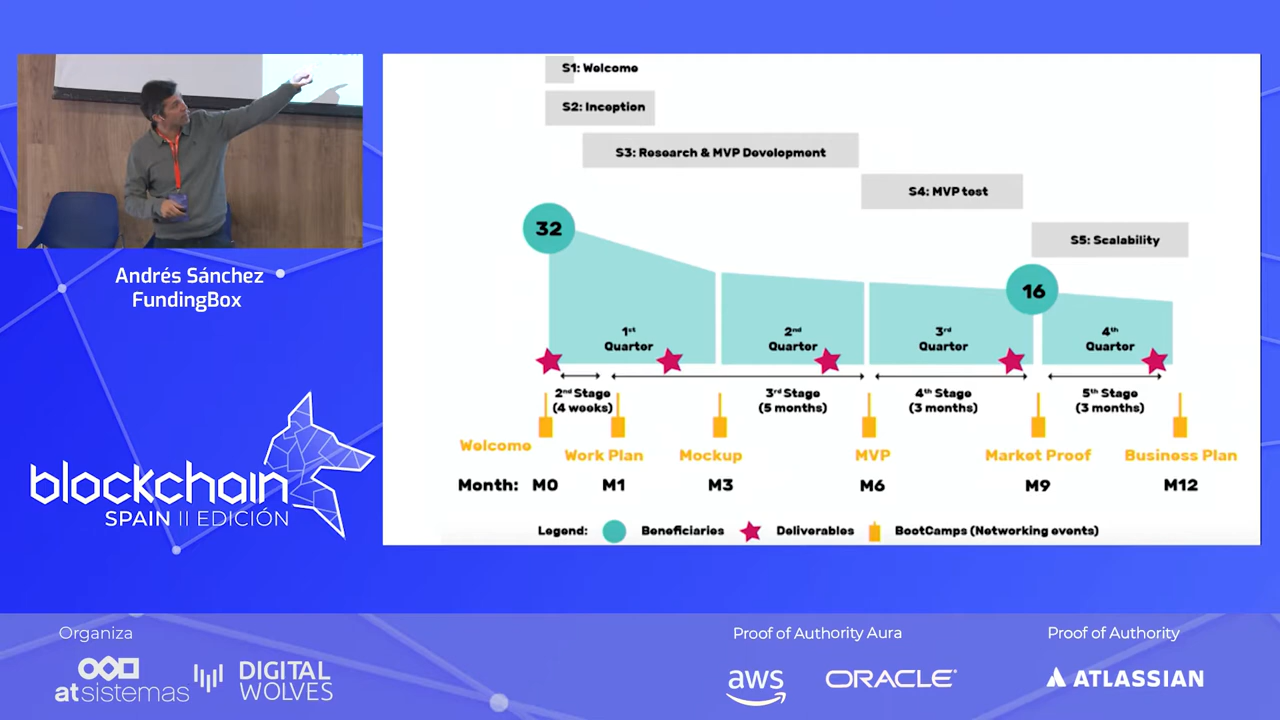 S1: Welcome
S2: Inception
S3: Research & MVP Development
S4: MVP test
S5: Scalability
32
16
1st
Quarter
2nd
Quarter
3rd
Quarter
4th
Quarter
2nd Stage
(4 weeks)
3rd Stage
(5 months)
4th Stage
(3 months)
5th Stage
(3 months)
Welcome
Work Plan
Mockup
MVP
Market Proof
Business Plan
Month: M0 M1 M3 M6 M9 M12
Legend: Beneficiaries Deliverables BootCamps (Networking events)
Andrés Sánchez
FundingBox
blockchain
SPAIN II EDICIÓN
Organiza
atsistemas
DIGITAL
WOLVES
Proof of Authority Aura
aws
ORACLE
Proof of Authority
ATLASSIAN